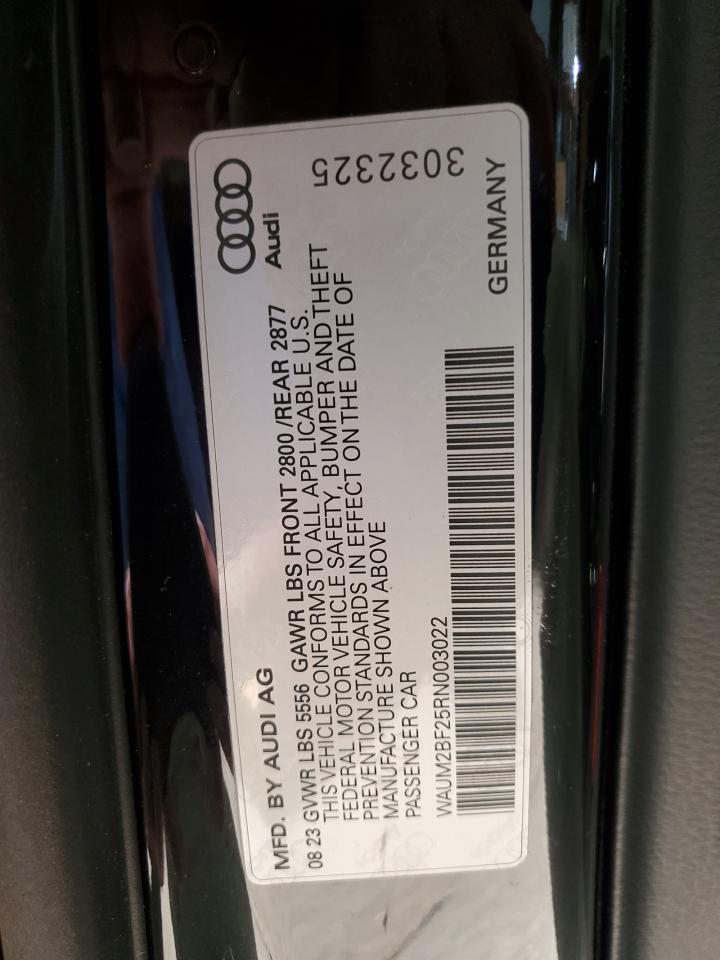 MFD. BY AUDI AG
Audi
08 23 GVWR LBS 5556 GAWR LBS FRONT 2800 /REAR 2877
THIS VEHICLE CONFORMS TO ALL APPLICABLE U.S.
FEDERAL MOTOR VEHICLE SAFETY, BUMPER AND THEFT
PREVENTION STANDARDS IN EFFECT ON THE DATE OF
MANUFACTURE SHOWN ABOVE
PASSENGER CAR
WAUM2BF25RN003022
3032325
GERMANY